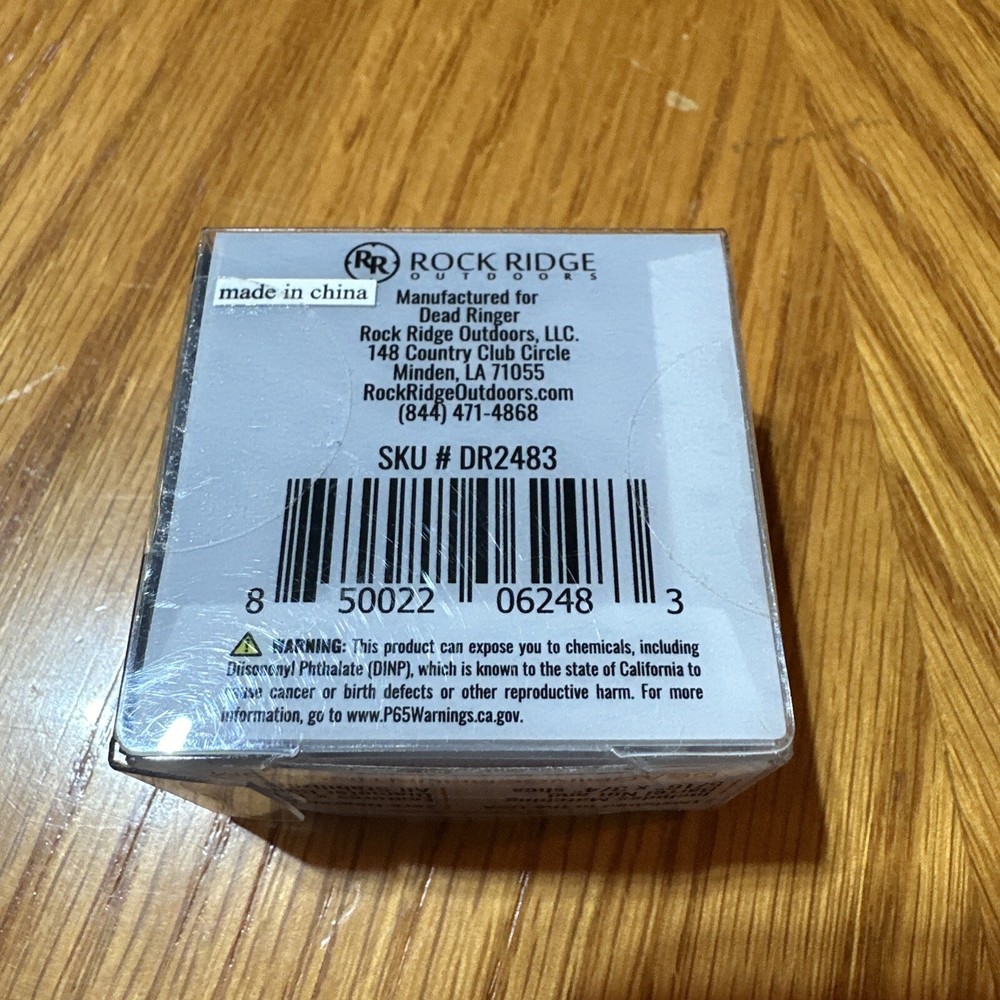 RR ROCK RIDGE
OUTDOORS
made in china
Manufactured for
Dead Ringer
Rock Ridge Outdoors, LLC.
148 Country Club Circle
Minden, LA 71055
RockRidgeOutdoors.com
(844) 471-4868
SKU # DR2483
8 50022 06248 3
WARNING: This product can expose you to chemicals, including
Diisononyl Phthalate (DINP), which is known to the state of California to
cause cancer or birth defects or other reproductive harm. For more
information, go to www.P65Warnings.ca.gov.